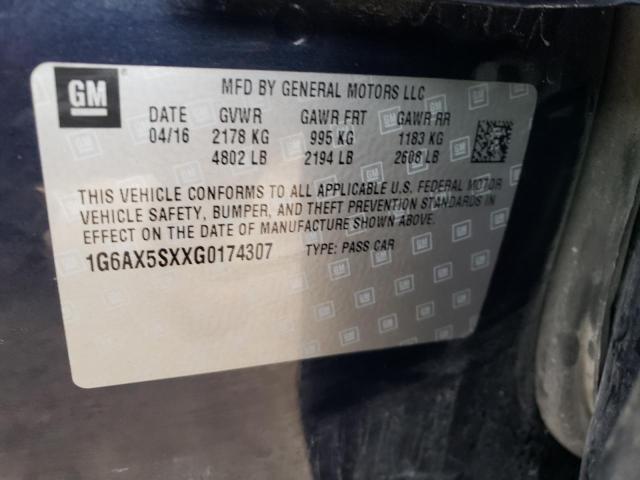 GM
MFD BY GENERAL MOTORS LLC
DATE GVWR GAWR FRT GAWR RR
04/16 2178 KG 995 KG 1183 KG
4802 LB 2194 LB 2608 LB
THIS VEHICLE CONFORMS TO ALL APPLICABLE U.S. FEDERAL MOTOR
VEHICLE SAFETY, BUMPER, AND THEFT PREVENTION STANDARDS IN
EFFECT ON THE DATE OF MANUFACTURE SHOWN ABOVE.
1G6AX5SXXG0174307 TYPE: PASS CAR